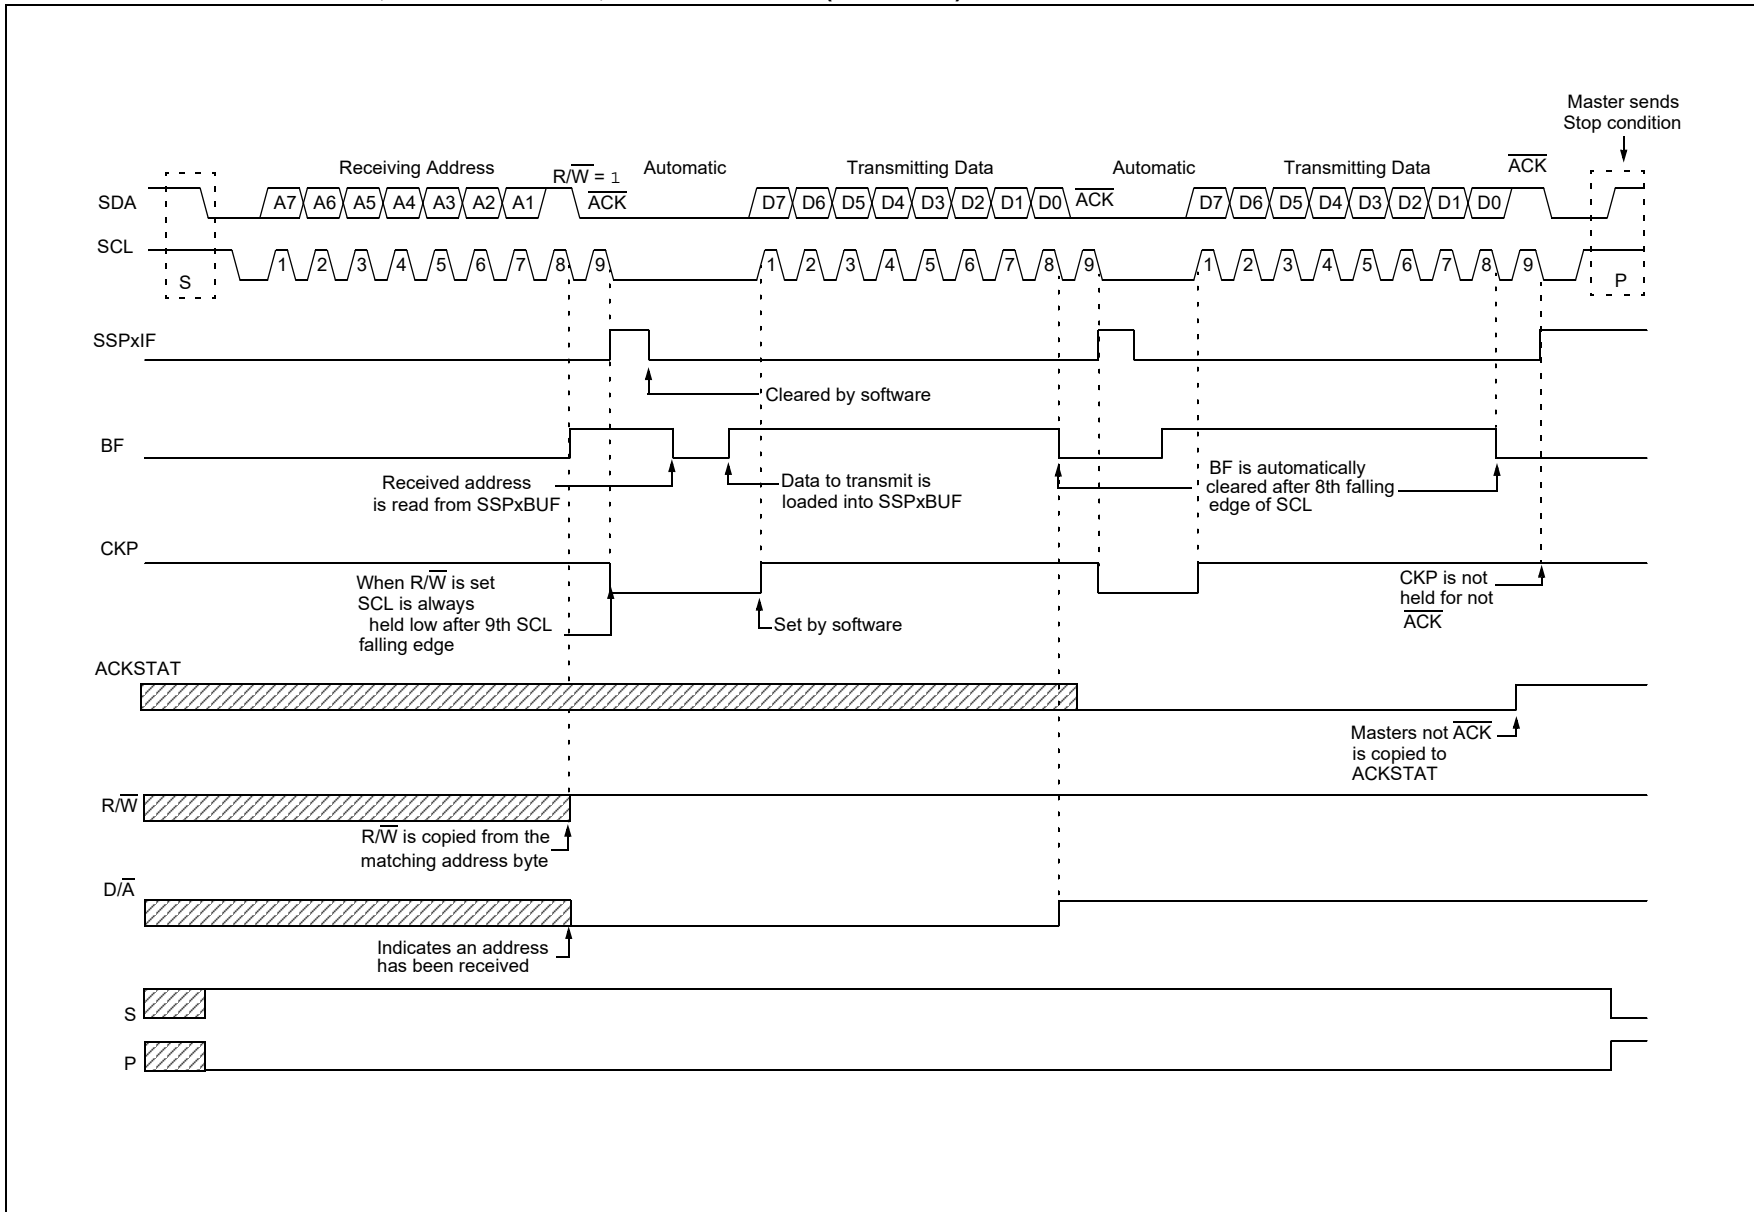 Master sends
Stop condition
Receiving Address
R/W̅ = 1
Automatic
Transmitting Data
Automatic
Transmitting Data
A̅C̅K̅
SDA
A7 A6 A5 A4 A3 A2 A1
A̅C̅K̅
D7 D6 D5 D4 D3 D2 D1 D0
A̅C̅K̅
D7 D6 D5 D4 D3 D2 D1 D0
SCL
S
1 2 3 4 5 6 7 8 9
1 2 3 4 5 6 7 8 9
1 2 3 4 5 6 7 8 9
P
SSPxIF
Cleared by software
BF
Received address
is read from SSPxBUF
Data to transmit is
loaded into SSPxBUF
BF is automatically
cleared after 8th falling
edge of SCL
CKP
When R/W̅ is set
SCL is always
held low after 9th SCL
falling edge
Set by software
CKP is not
held for not
A̅C̅K̅
ACKSTAT
Masters not A̅C̅K̅
is copied to
ACKSTAT
R/W̅
R/W̅ is copied from the
matching address byte
D/A̅
Indicates an address
has been received
S
P